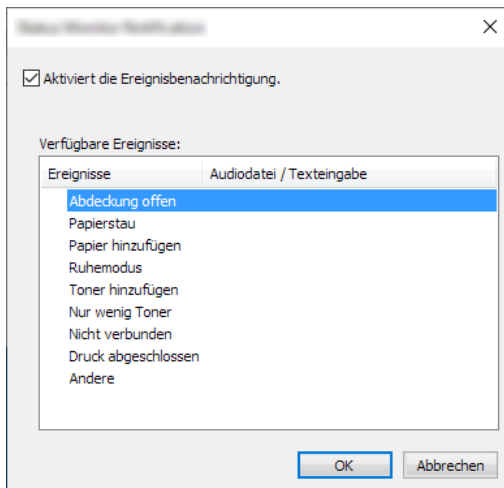 Aktiviert die Ereignisbenachrichtigung.
Verfügbare Ereignisse:
Ereignisse Audiodatei / Texteingabe
Abdeckung offen
Papierstau
Papier hinzufügen
Ruhemodus
Toner hinzufügen
Nur wenig Toner
Nicht verbunden
Druck abgeschlossen
Andere
OK Abbrechen